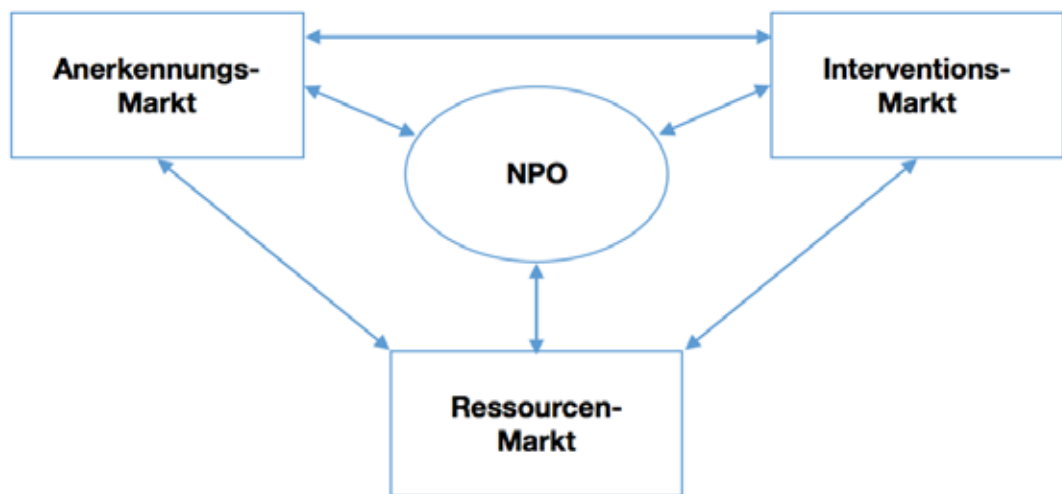 Anerkennungs-
Markt
Interventions-
Markt
NPO
Ressourcen-
Markt